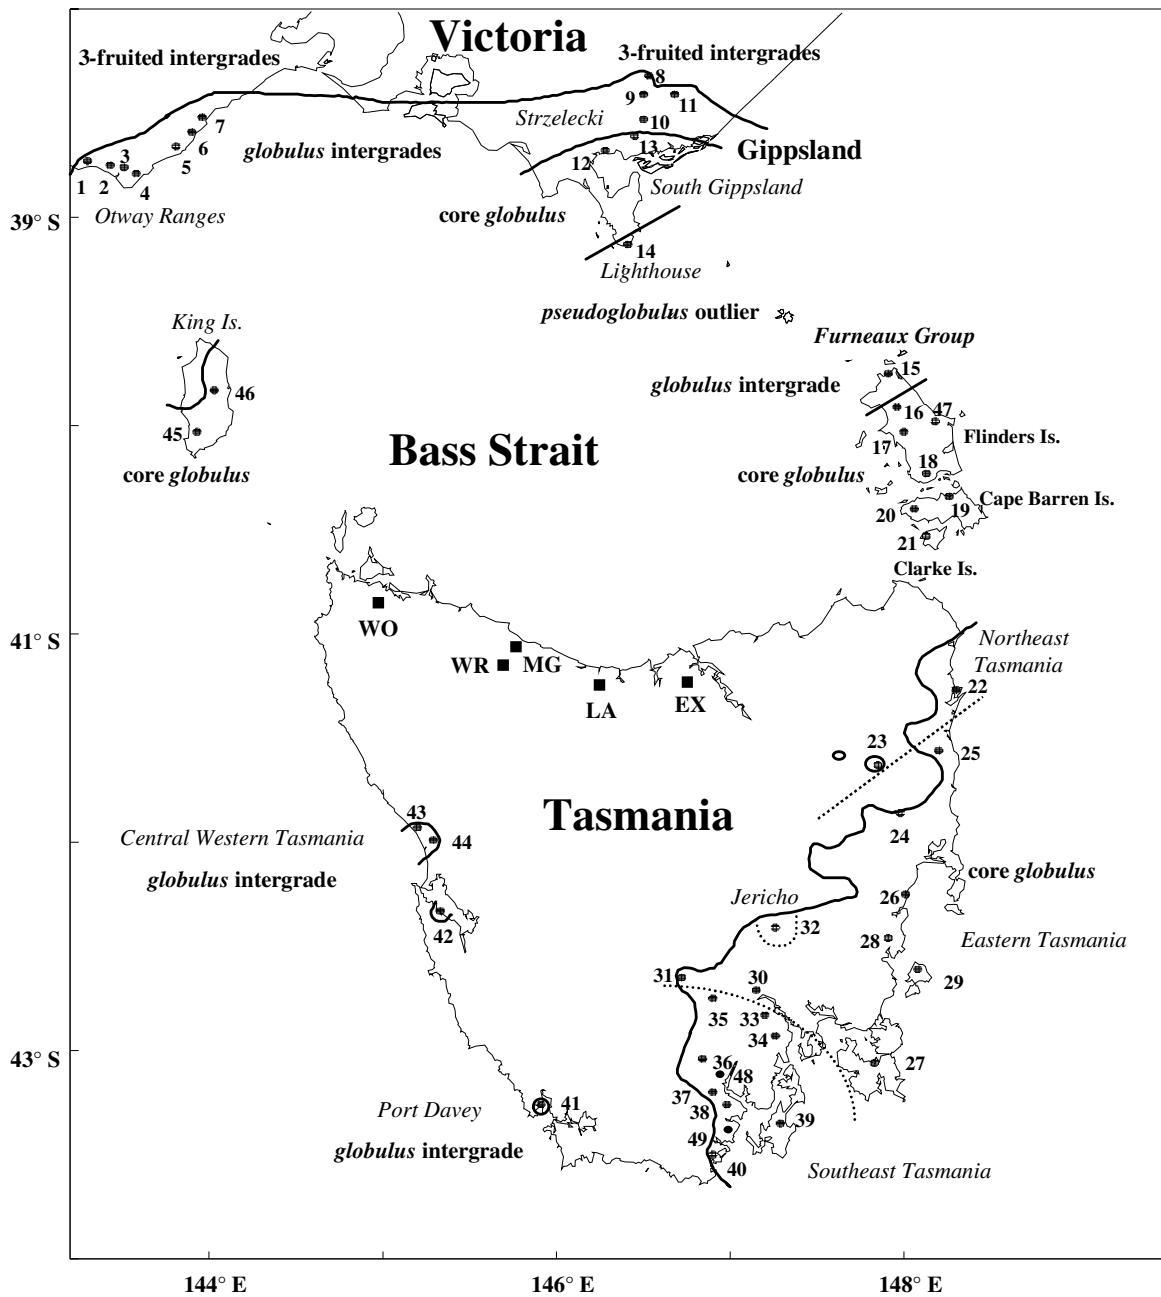 Victoria
3-fruited intergrades
3-fruited intergrades
8
9
11
Strzelecki
10
7
6
globulus intergrades
13
Gippsland
3
5
12
1
2
4
South Gippsland
Otway Ranges
core globulus
39° S
14
Lighthouse
pseudoglobulus outlier
King Is.
Furneaux Group
15
globulus intergrade
46
16
47
45
17
Flinders Is.
Bass Strait
core globulus
core globulus
18
Cape Barren Is.
20
19
21
Clarke Is.
WO
41° S
Northeast
Tasmania
WR
MG
22
LA
EX
23
25
43
Tasmania
Central Western Tasmania
44
24
globulus intergrade
core globulus
Jericho
26
42
32
28
Eastern Tasmania
31
30
29
35
33
34
43° S
36
48
27
37
Port Davey
41
38
39
globulus intergrade
49
40
Southeast Tasmania
144° E
146° E
148° E